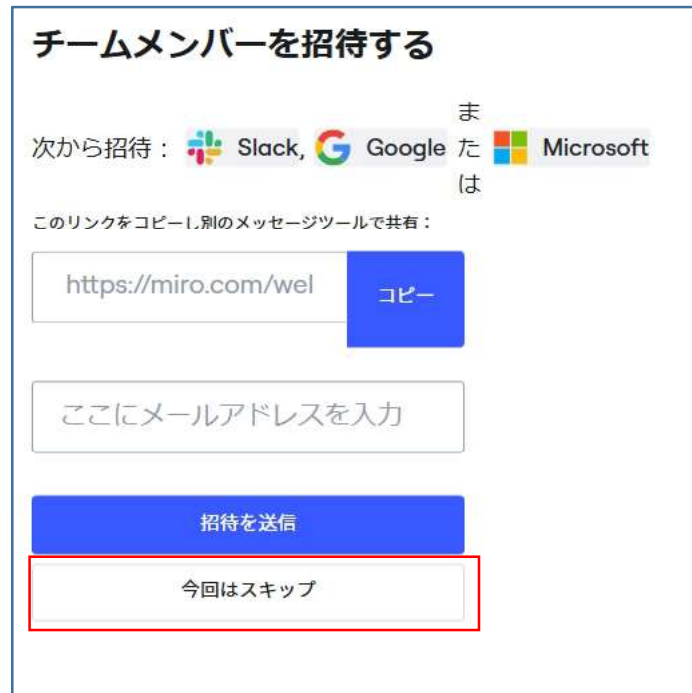 チームメンバーを招待する
次から招待： Slack, Google または Microsoft
このリンクをコピーし別のメッセージツールで共有：
https://miro.com/wel コピー
ここにメールアドレスを入力
招待を送信
今回はスキップ